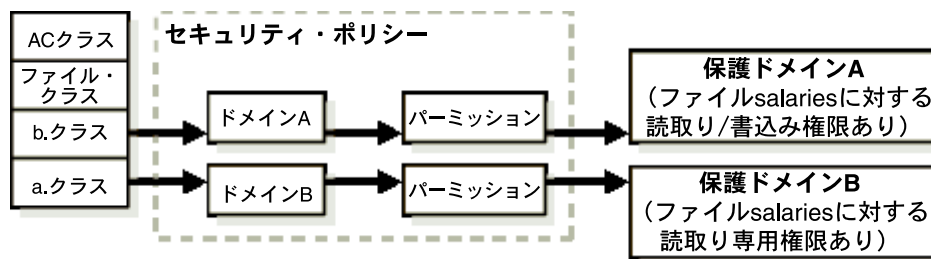 ACクラス
ファイル・
クラス
b.クラス
a.クラス
セキュリティ・ポリシー
ドメインA
パーミッション
ドメインB
パーミッション
保護ドメインA
（ファイルsalariesに対する
読取り/書込み権限あり）
保護ドメインB
（ファイルsalariesに対する
読取り専用権限あり）